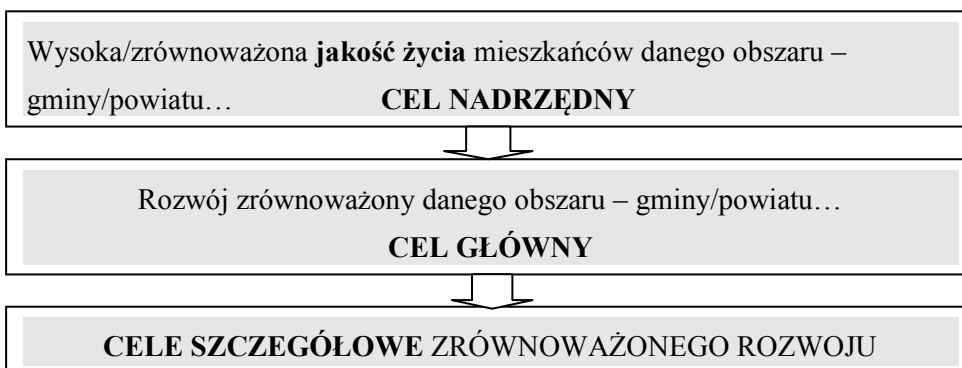 Wysoka/zrównoważona jakość życia mieszkańców danego obszaru –
gminy/powiatu… CEL NADRZĘDNY
Rozwój zrównoważony danego obszaru – gminy/powiatu…
CEL GŁÓWNY
CELE SZCZEGÓŁOWE ZRÓWNOWAŻONEGO ROZWOJU